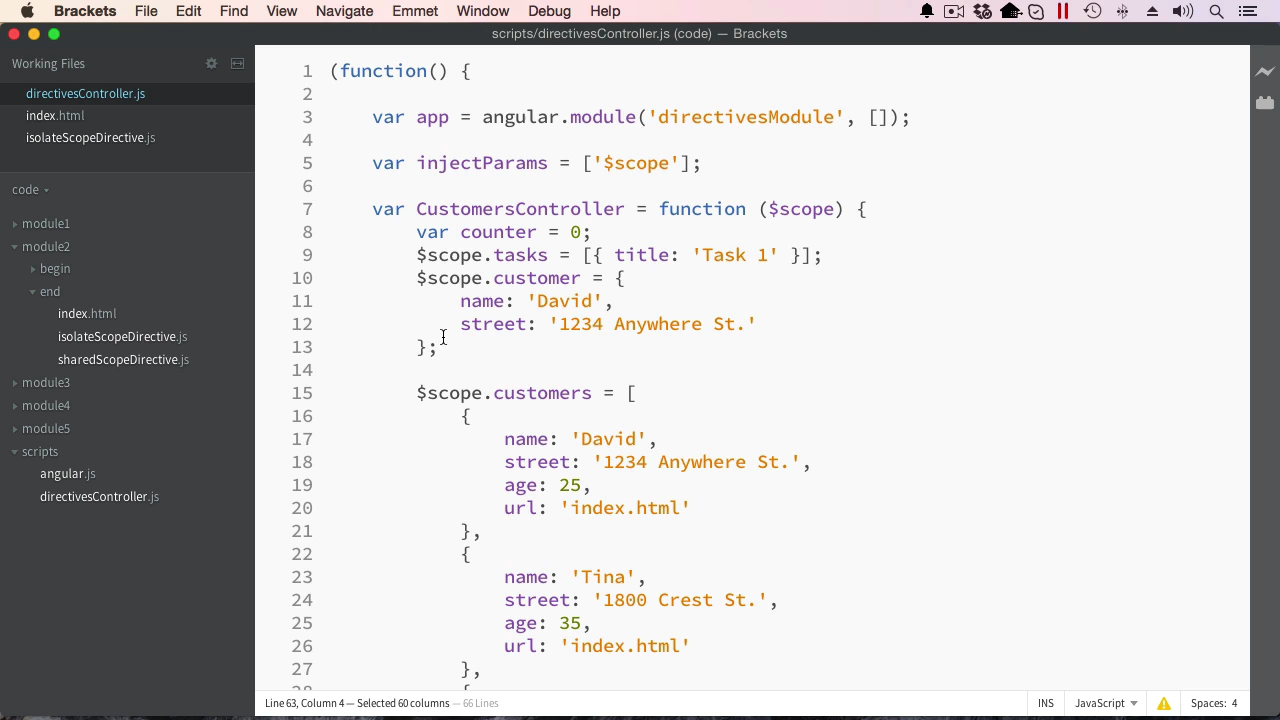 Brackets File Edit Find View Navigate Emmet Window Debug Help
scripts/directivesController.js (code) — Brackets
Working Files
directivesController.js
index.html
isolateScopeDirective.js
code
module1
module2
begin
end
index.html
isolateScopeDirective.js
sharedScopeDirective.js
module3
module4
module5
scripts
angular.js
directivesController.js
1 (function() {
2
3 var app = angular.module('directivesModule', []);
4
5 var injectParams = ['$scope'];
6
7 var CustomersController = function ($scope) {
8 var counter = 0;
9 $scope.tasks = [{ title: 'Task 1' }];
10 $scope.customer = {
11 name: 'David',
12 street: '1234 Anywhere St.'
13 };
14
15 $scope.customers = [
16 {
17 name: 'David',
18 street: '1234 Anywhere St.',
19 age: 25,
20 url: 'index.html'
21 },
22 {
23 name: 'Tina',
24 street: '1800 Crest St.',
25 age: 35,
26 url: 'index.html'
27 },
28 {
Line 63, Column 4 — Selected 60 columns — 66 Lines
INS JavaScript Spaces: 4